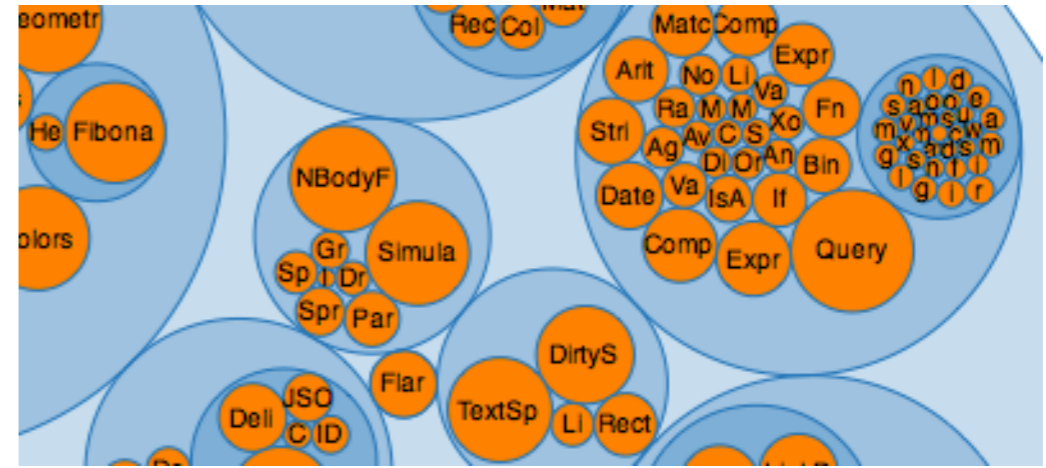 eometr
Rec
Col
Mat
Matc
Comp
Expr
Arit
No
Li
Va
Fn
Ra
M
M
Xo
Stri
Ag
Av
C
S
Di
Or
An
Bin
Date
Va
IsA
If
Comp
Expr
Query
n
l
d
s
a
o
o
e
m
v
m
s
u
a
x
c
w
g
s
a
d
s
m
l
n
f
l
g
i
r
He
Fibona
olors
NBodyF
Simula
Gr
Sp
I
Dr
Spr
Par
Flar
DirtyS
TextSp
Li
Rect
Deli
JSO
C
ID